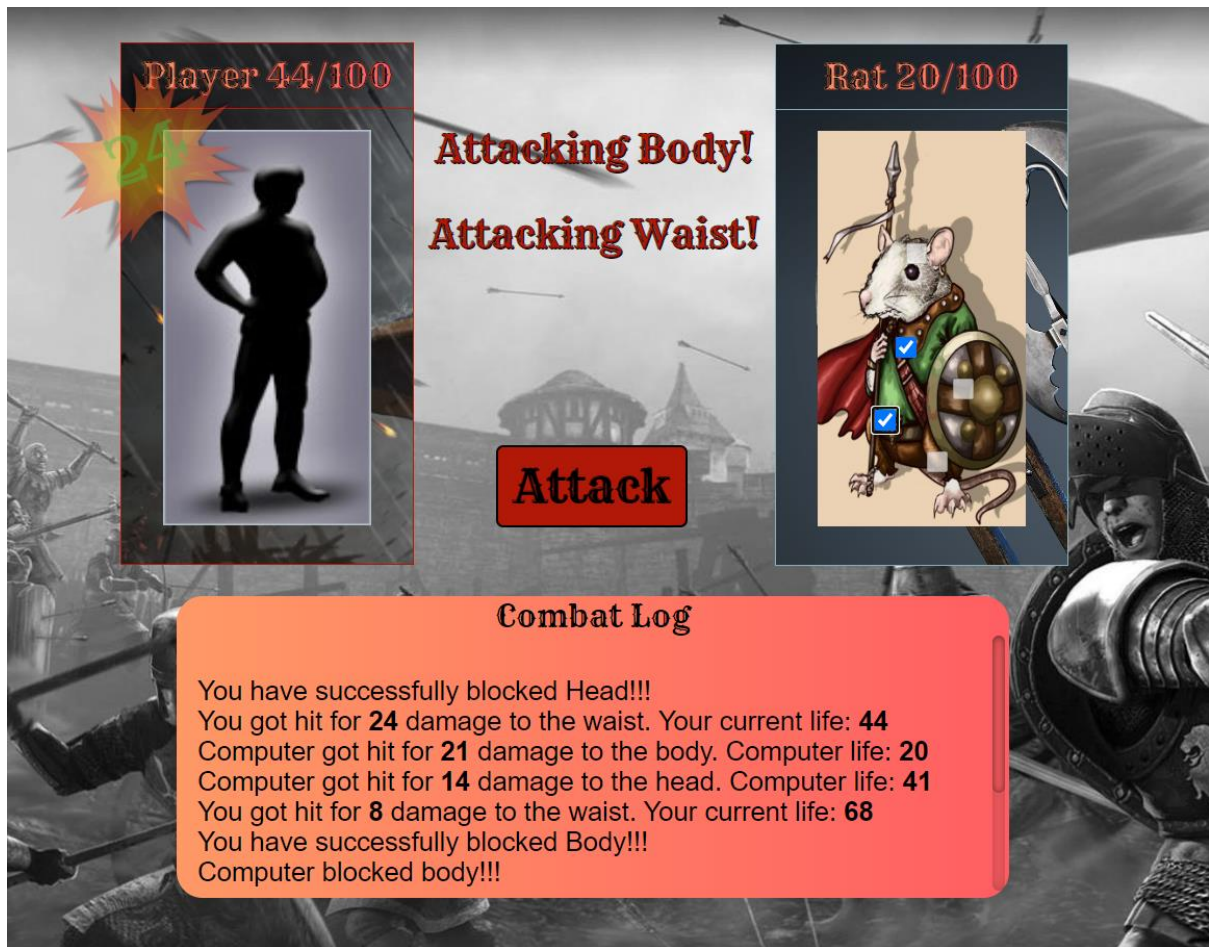 Player 44/100
24
Attacking Body!
Attacking Waist!
Rat 20/100
Attack
Combat Log
You have successfully blocked Head!!!
You got hit for 24 damage to the waist. Your current life: 44
Computer got hit for 21 damage to the body. Computer life: 20
Computer got hit for 14 damage to the head. Computer life: 41
You got hit for 8 damage to the waist. Your current life: 68
You have successfully blocked Body!!!
Computer blocked body!!!